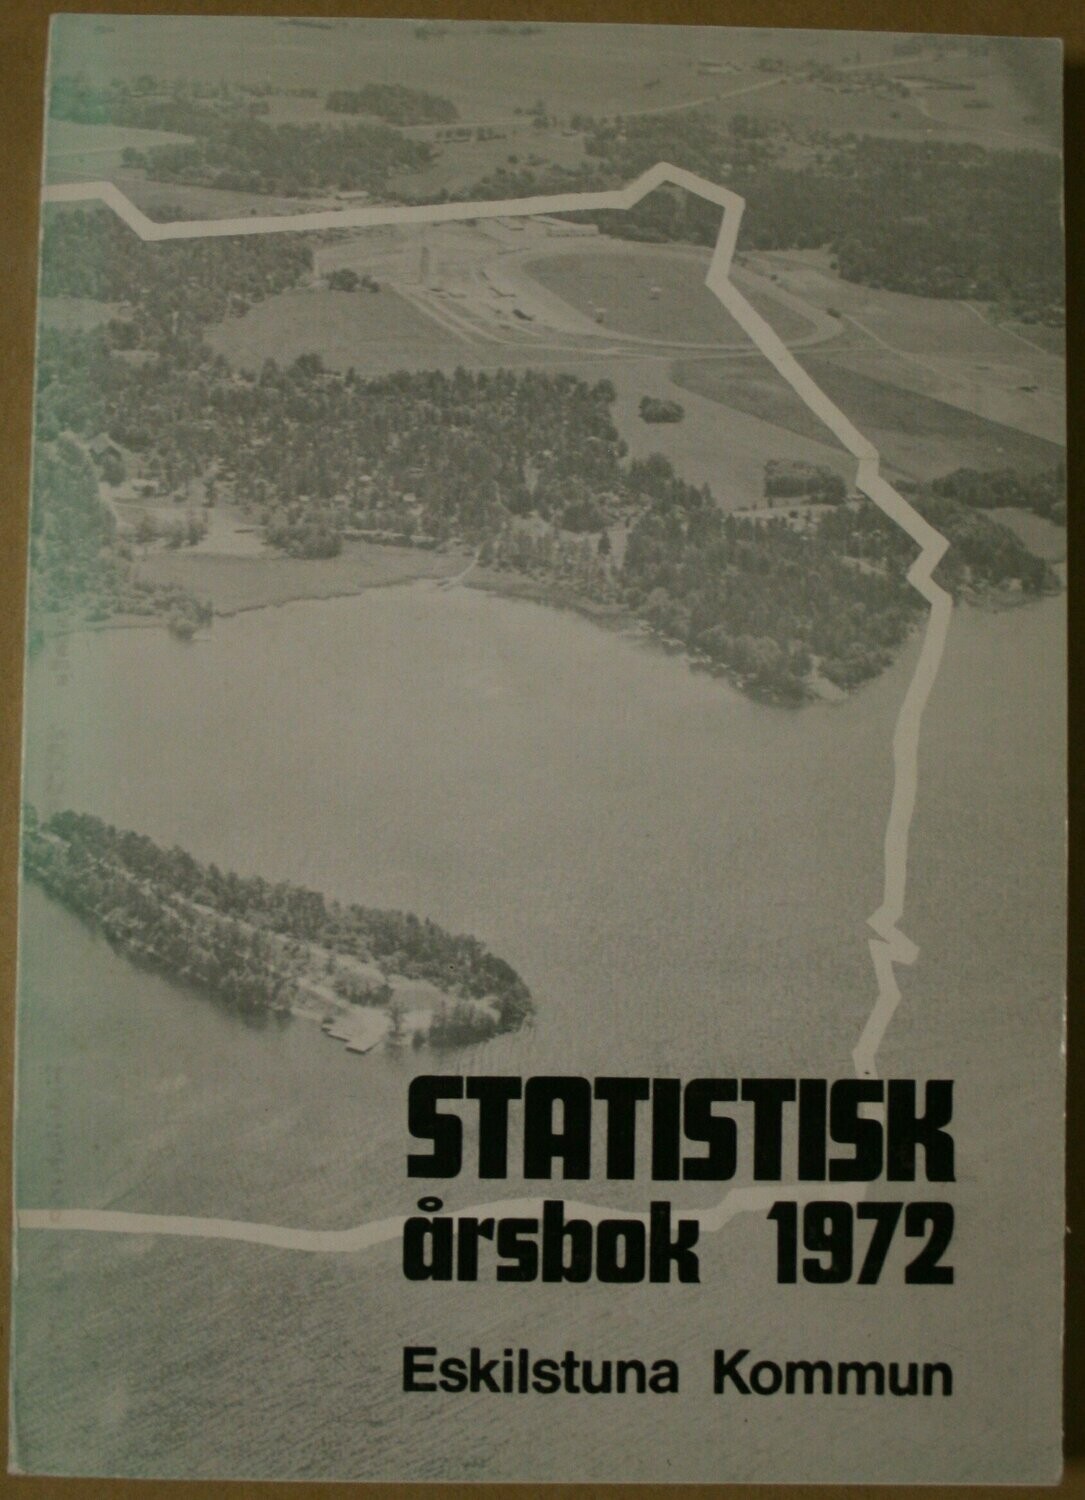 STATISTISK
årsbok 1972
Eskilstuna Kommun